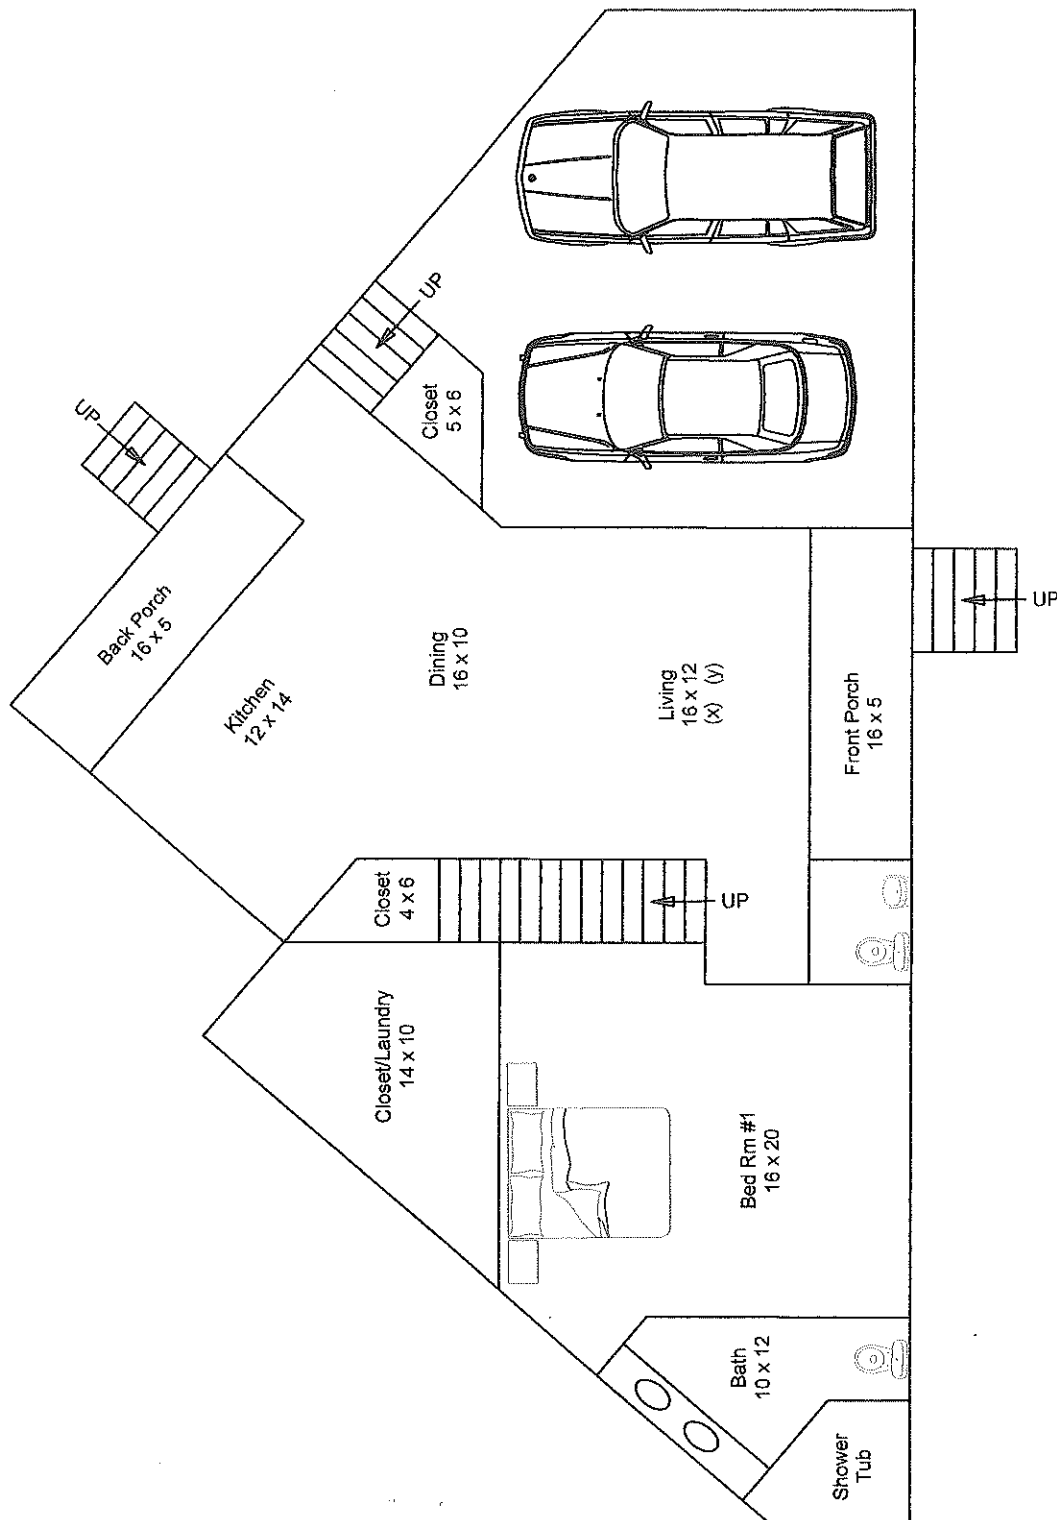 UP
UP
Closet
5 x 6
Back Porch
16 x 5
Kitchen
12 x 14
Dining
16 x 10
Living
16 x 12
(x) (y)
Front Porch
16 x 5
UP
Closet
4 x 6
UP
Closet/Laundry
14 x 10
Bed Rm #1
16 x 20
Bath
10 x 12
Shower
Tub